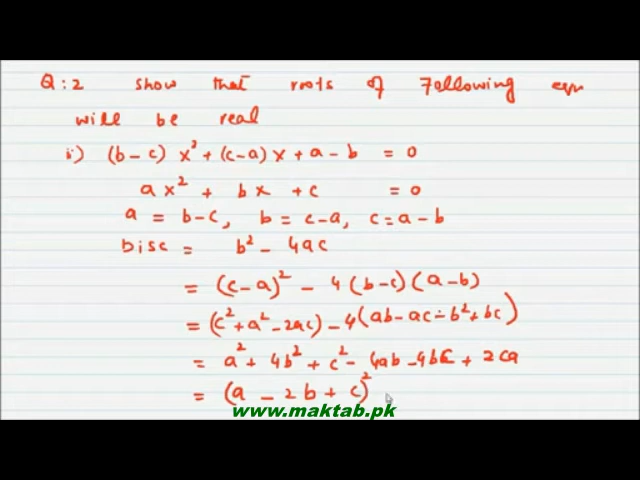 Q:2 show that roots of Following eqn
will be real
ii) (b-c) x² + (c-a) x + a - b = 0
ax² + bx + c = 0
a = b-c, b = c-a, c = a-b
Disc = b² - 4ac
= (c-a)² - 4(b-c)(a-b)
= (c² + a² - 2ac) - 4(ab - ac - b² + bc)
= a² + 4b² + c² - 4ab - 4bc + 2ca
= (a - 2b + c)²
www.maktab.pk